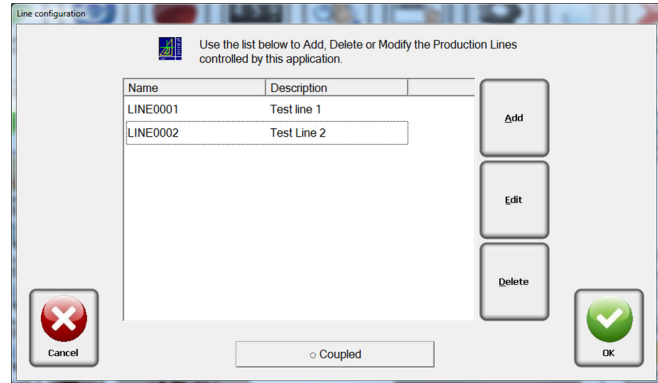 Line configuration
Use the list below to Add, Delete or Modify the Production Lines
controlled by this application.
Name Description
LINE0001 Test line 1
LINE0002 Test Line 2
Add
Edit
Delete
Cancel
○ Coupled
OK